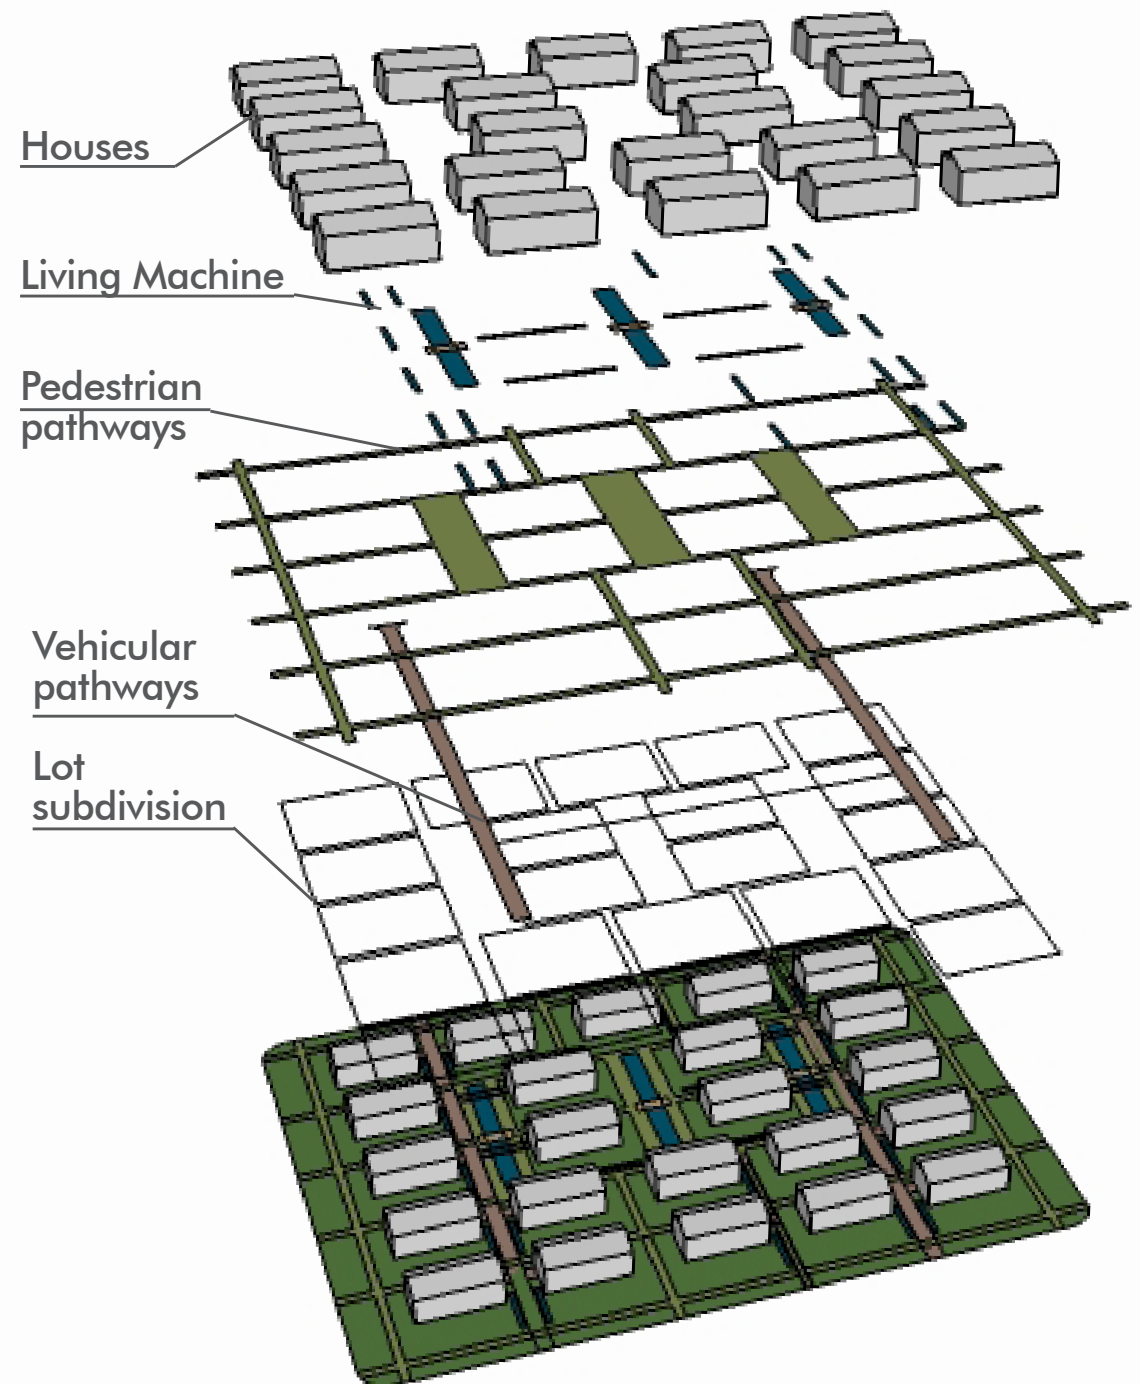 Houses
Living Machine
Pedestrian
pathways
Vehicular
pathways
Lot
subdivision